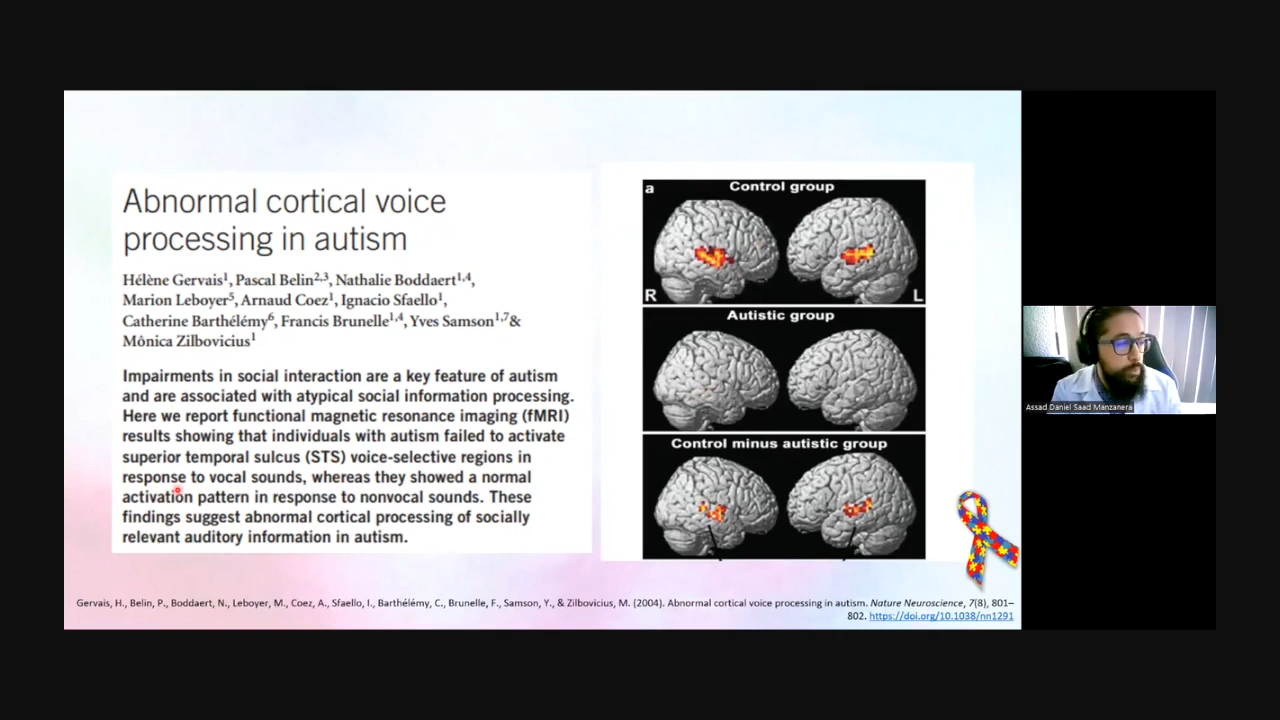 Abnormal cortical voice
processing in autism
Hélène Gervais1, Pascal Belin2,3, Nathalie Boddaert1,4,
Marion Leboyer5, Arnaud Coez1, Ignacio Sfaello1,
Catherine Barthélémy6, Francis Brunelle1,4, Yves Samson1,7&
Mônica Zilbovicius1
Impairments in social interaction are a key feature of autism
and are associated with atypical social information processing.
Here we report functional magnetic resonance imaging (fMRI)
results showing that individuals with autism failed to activate
superior temporal sulcus (STS) voice-selective regions in
response to vocal sounds, whereas they showed a normal
activation pattern in response to nonvocal sounds. These
findings suggest abnormal cortical processing of socially
relevant auditory information in autism.
a
Control group
R
L
Autistic group
Control minus autistic group
Gervais, H., Belin, P., Boddaert, N., Leboyer, M., Coez, A., Sfaello, I., Barthélémy, C., Brunelle, F., Samson, Y., & Zilbovicius, M. (2004). Abnormal cortical voice processing in autism. Nature Neuroscience, 7(8), 801–
802. https://doi.org/10.1038/nn1291
Assad Daniel Saad Manzanera